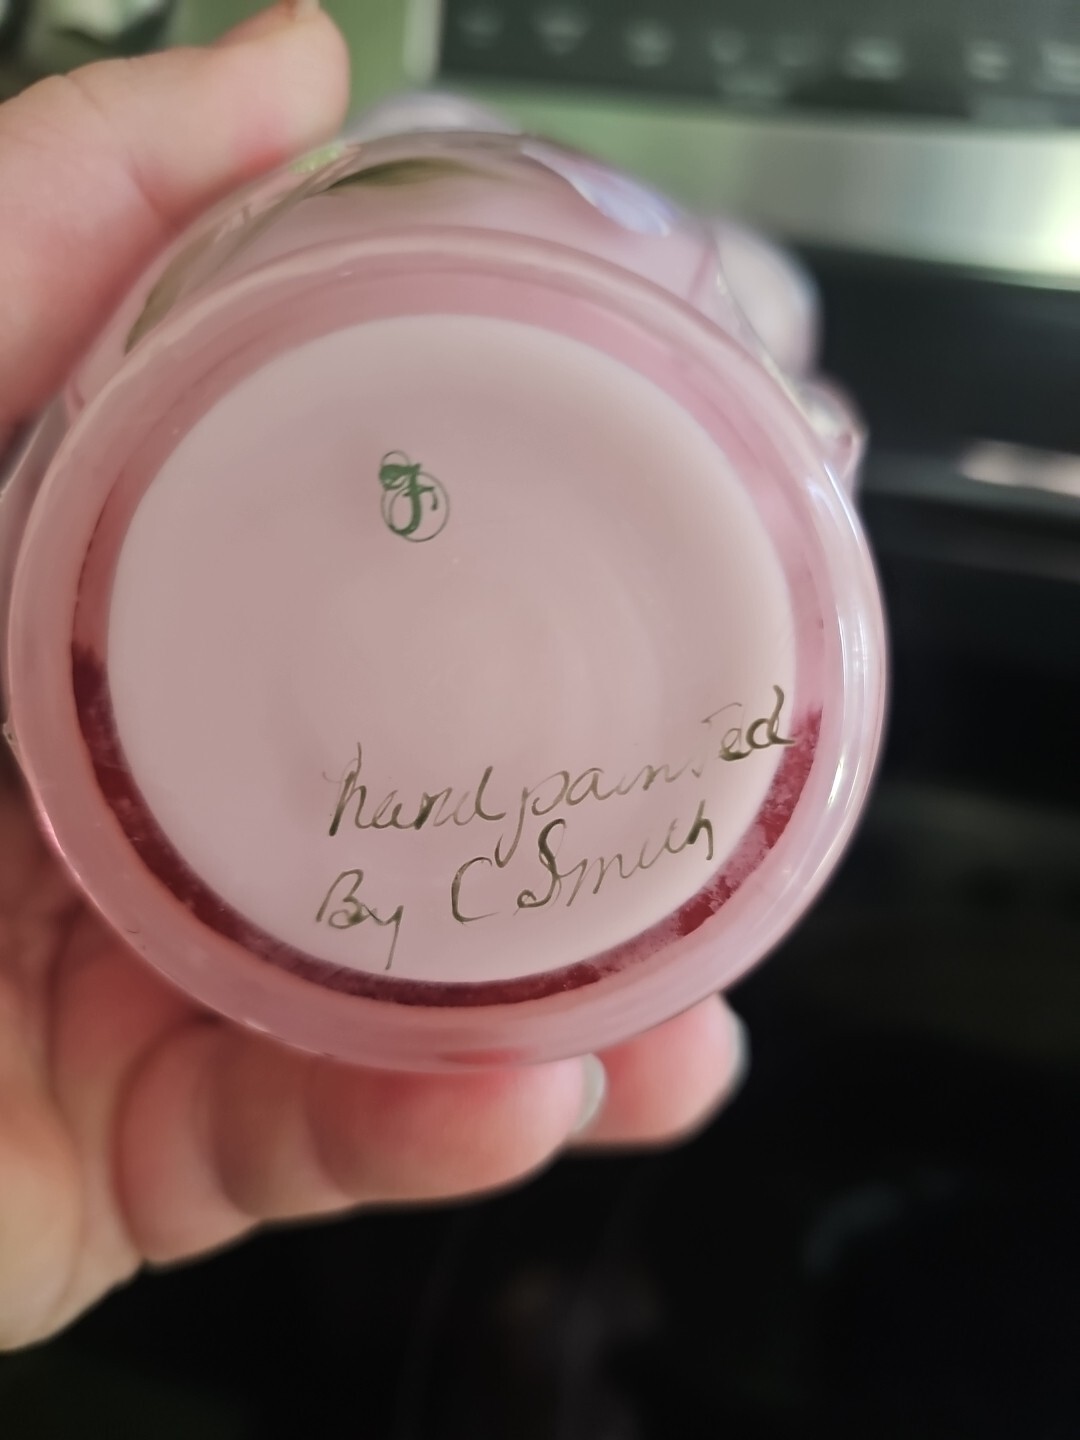 F
hand painted
By C Smith